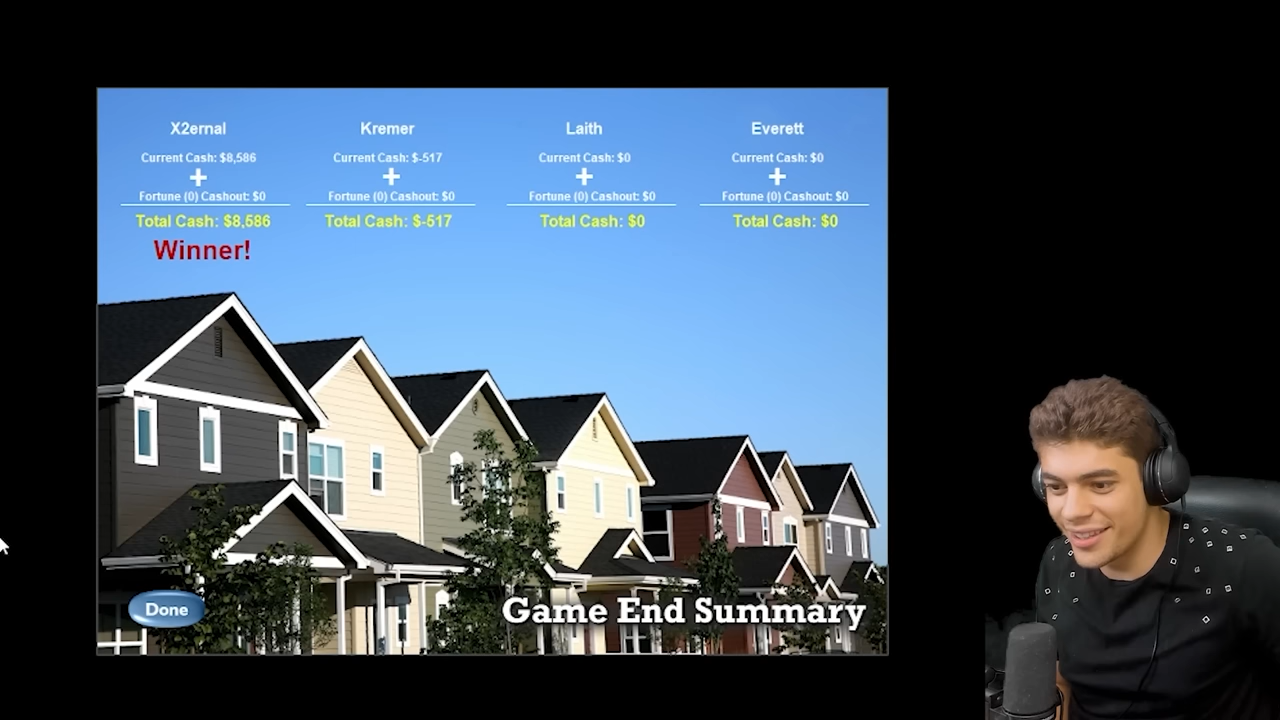 X2ernal
Current Cash: $8,586
+
Fortune (0) Cashout: $0
Total Cash: $8,586
Winner!
Kremer
Current Cash: $-517
+
Fortune (0) Cashout: $0
Total Cash: $-517
Laith
Current Cash: $0
+
Fortune (0) Cashout: $0
Total Cash: $0
Everett
Current Cash: $0
+
Fortune (0) Cashout: $0
Total Cash: $0
Done
Game End Summary